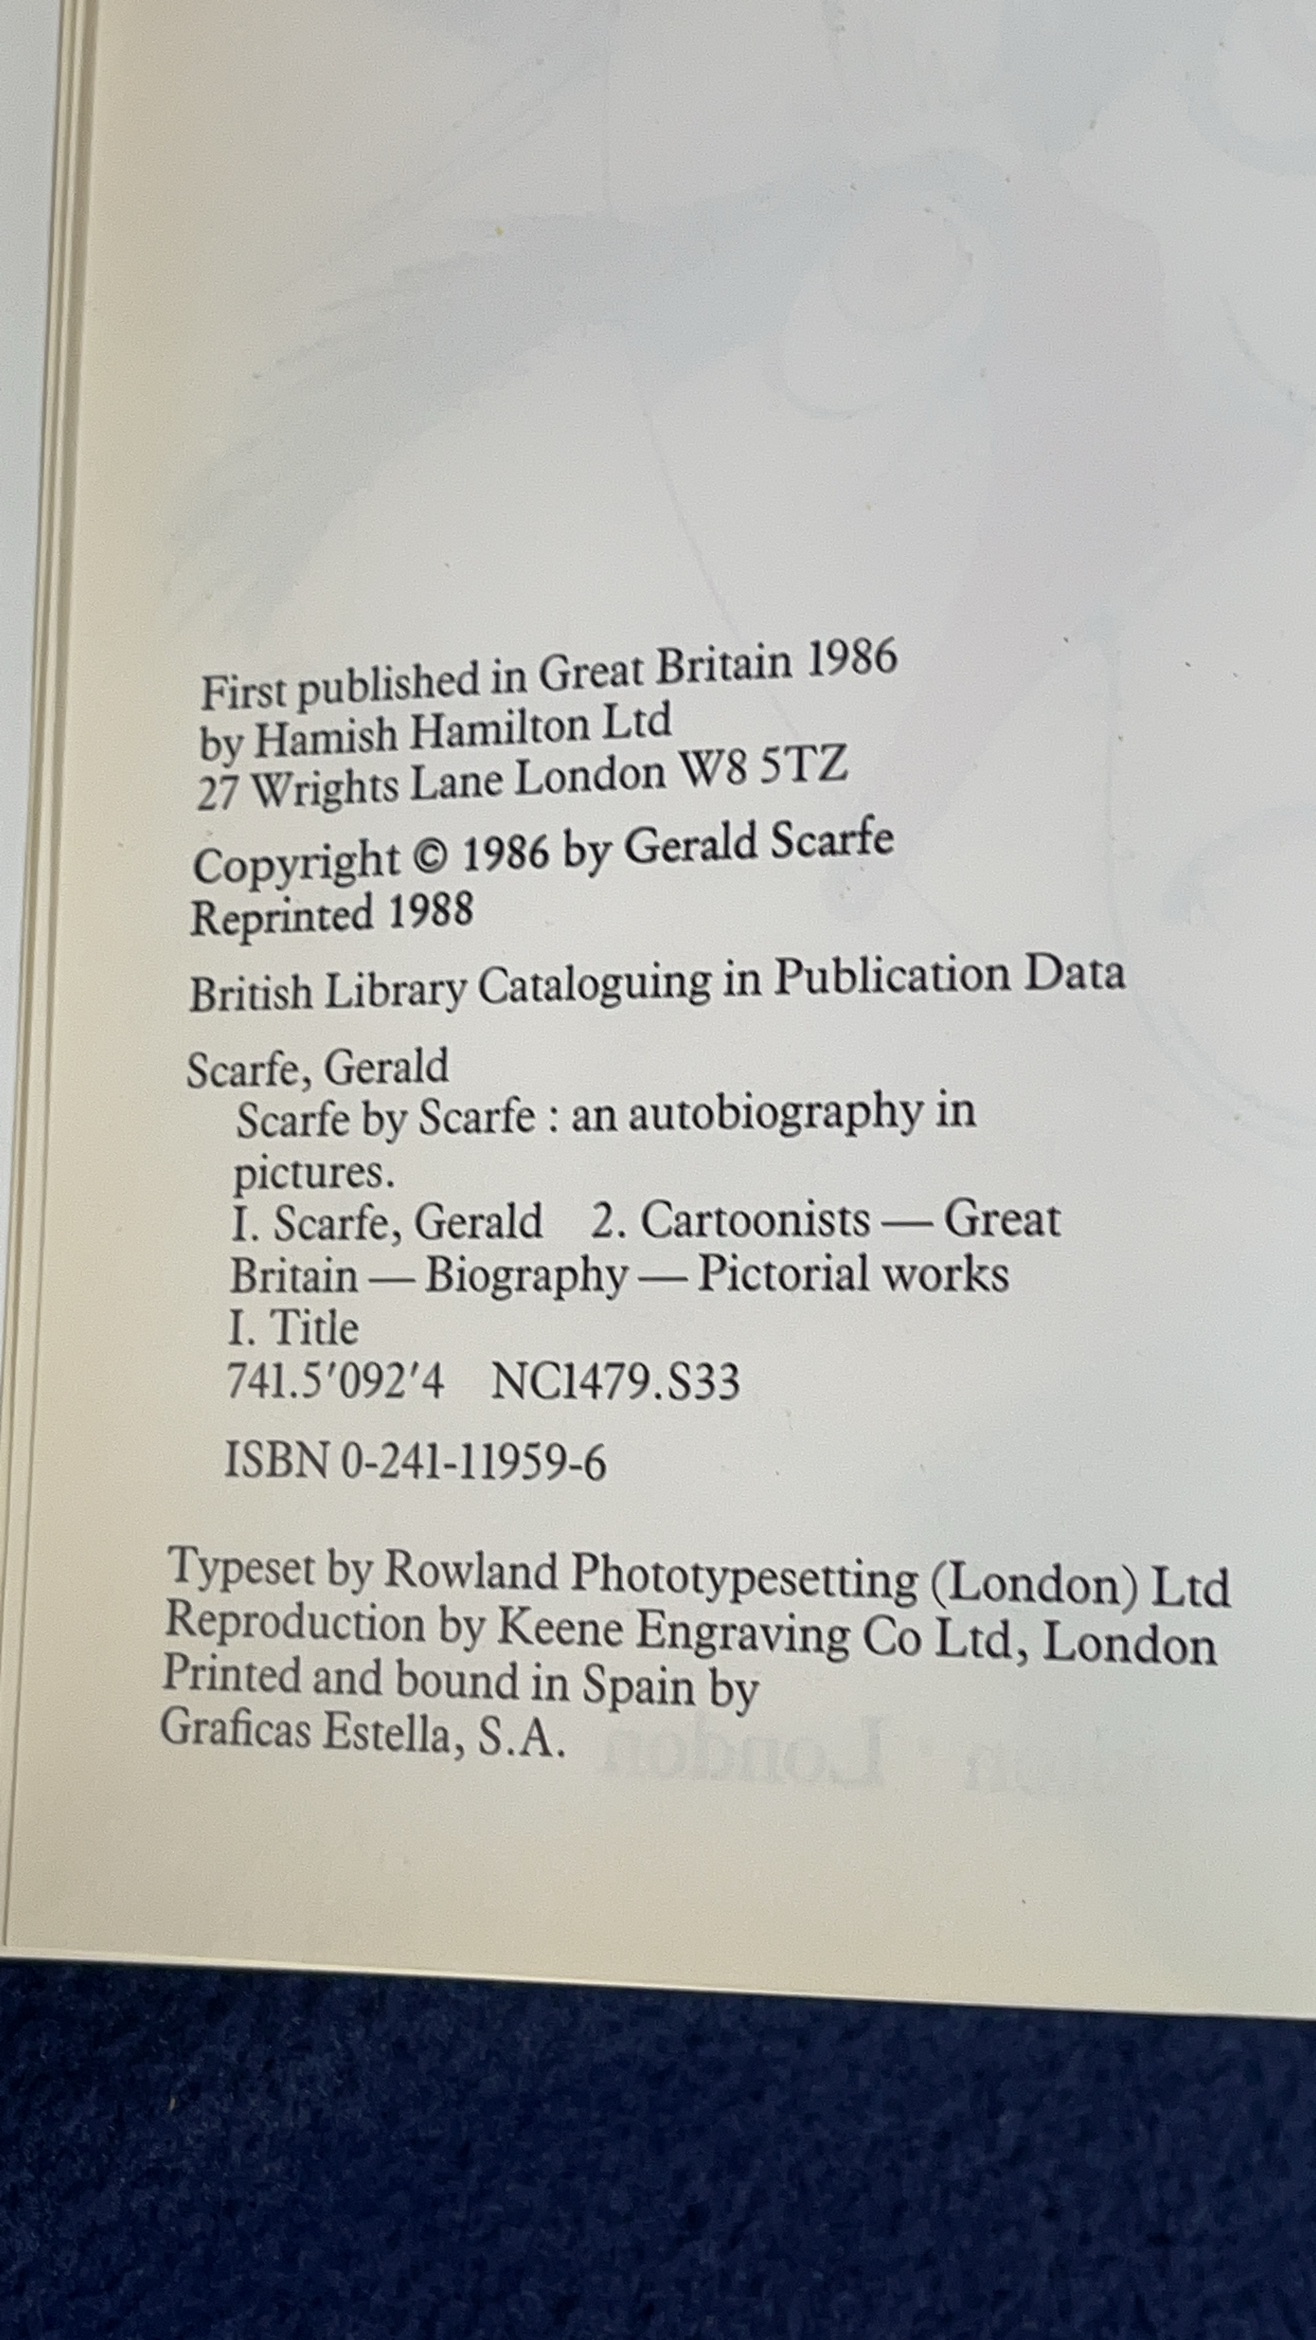 First published in Great Britain 1986
by Hamish Hamilton Ltd
27 Wrights Lane London W8 5TZ
Copyright © 1986 by Gerald Scarfe
Reprinted 1988
British Library Cataloguing in Publication Data
Scarfe, Gerald
Scarfe by Scarfe : an autobiography in
pictures.
I. Scarfe, Gerald 2. Cartoonists — Great
Britain — Biography — Pictorial works
I. Title
741.5′092′4 NC1479.S33
ISBN 0-241-11959-6
Typeset by Rowland Phototypesetting (London) Ltd
Reproduction by Keene Engraving Co Ltd, London
Printed and bound in Spain by
Graficas Estella, S.A.
London